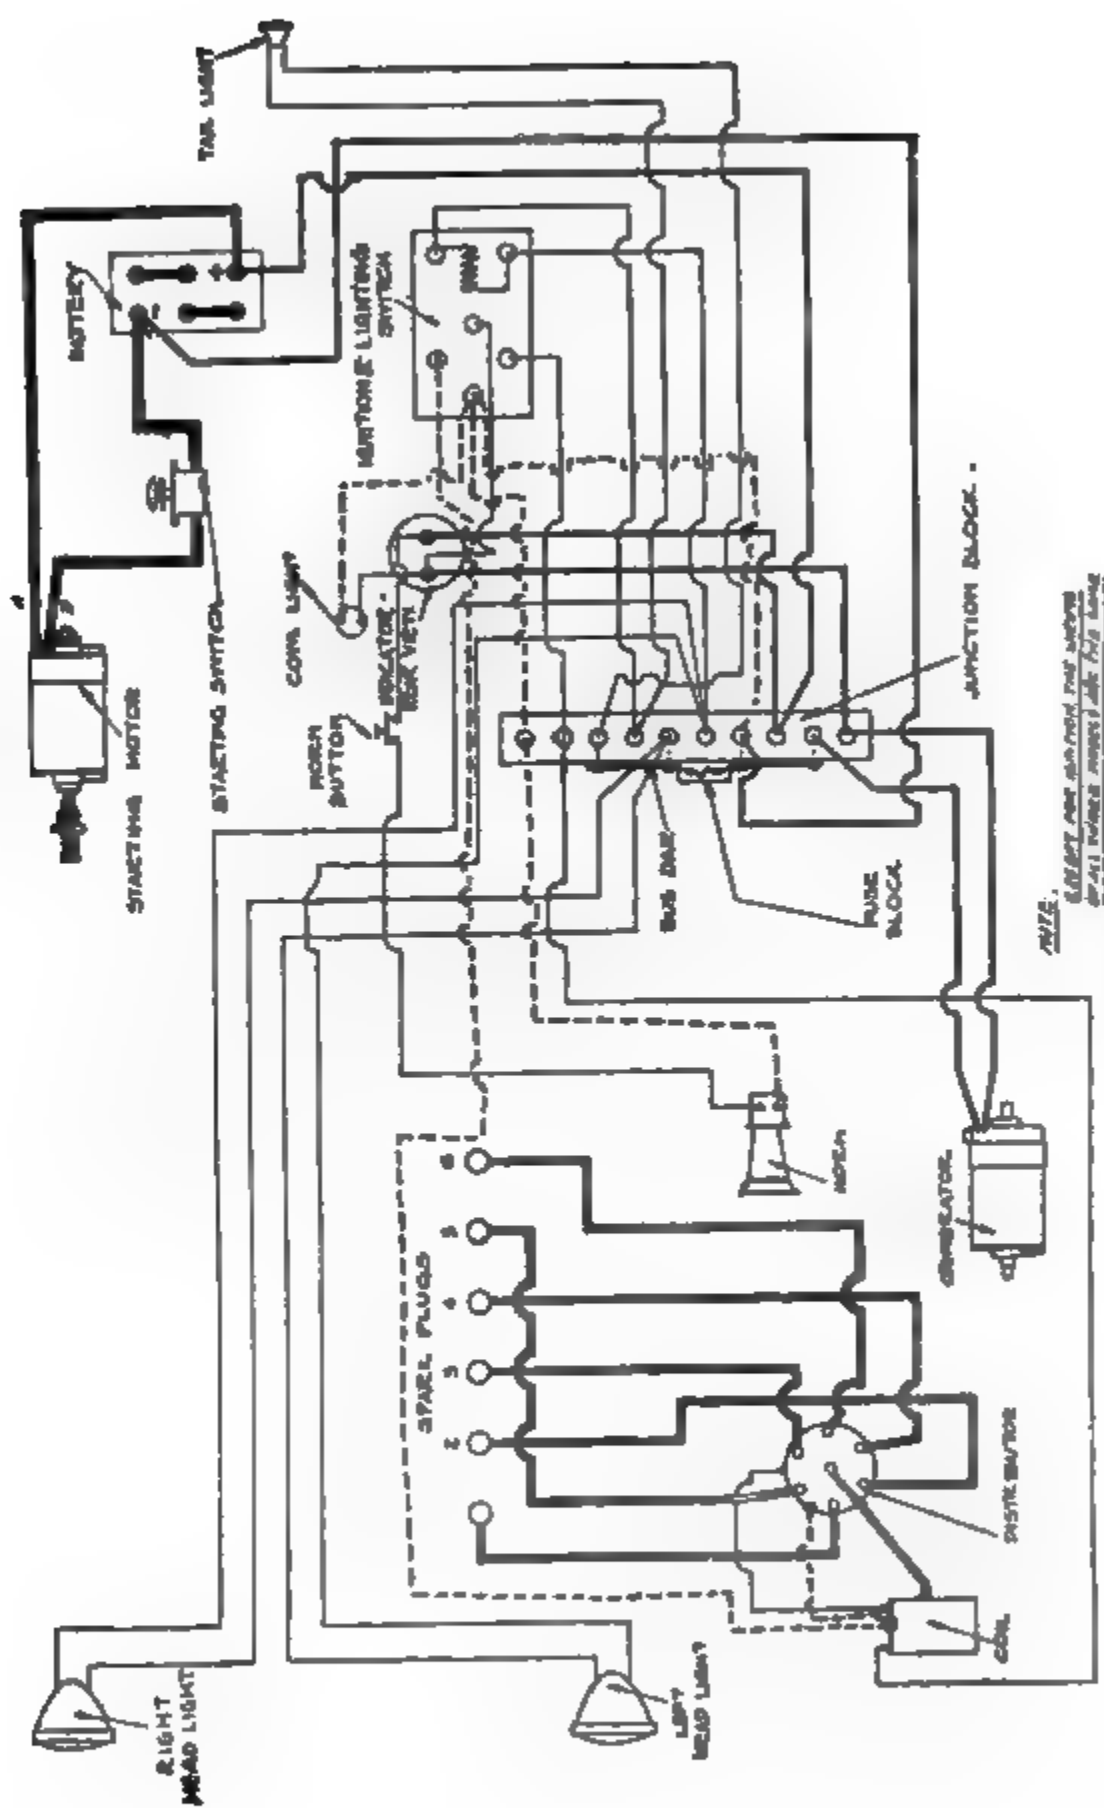 TAIL LIGHT
BATTERY
+
-
IGNITION & LIGHTING
SWITCH
STARTING MOTOR
STARTING SWITCH
COWL LIGHT
HORN
BUTTON
REAR VIEW
JUNCTION BLOCK.
BUS BAR
FUSE
BLOCK
NOTE:
EXCEPT FOR
HORN
GENERATOR
SPARK PLUGS
2
3
4
5
6
DISTRIBUTOR
COIL
RIGHT
HEAD LIGHT
LEFT
HEAD LIGHT